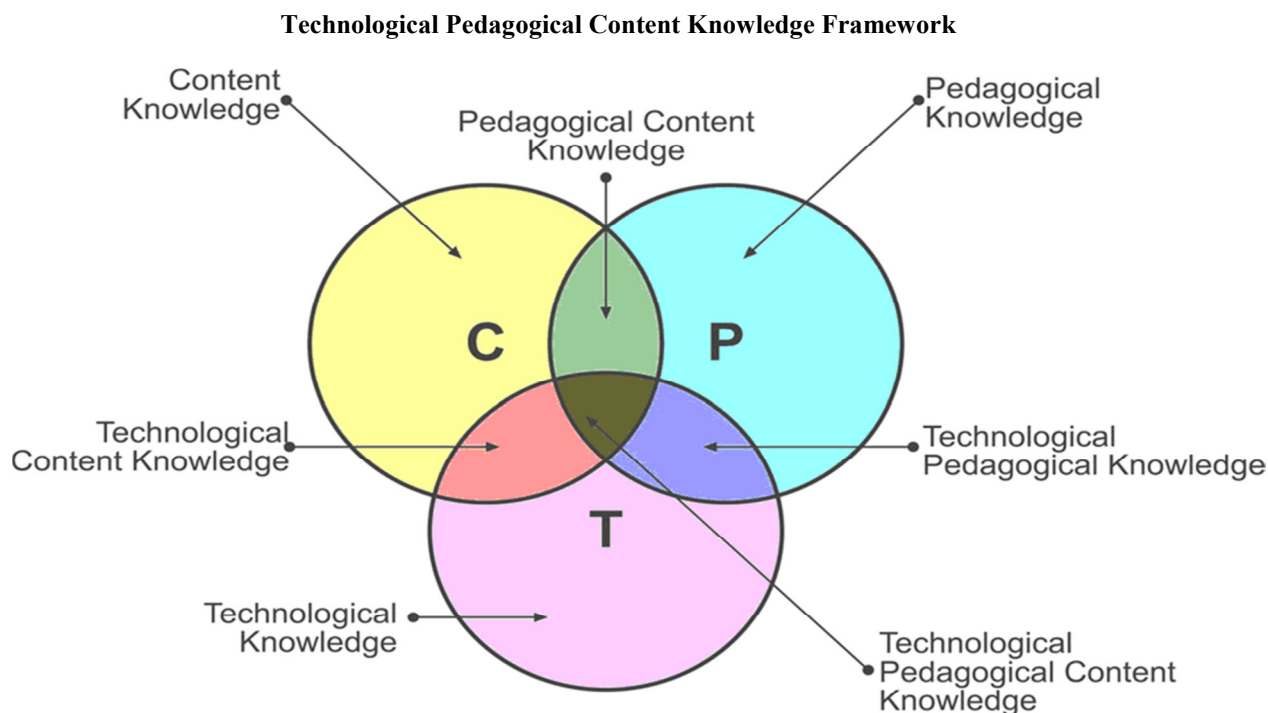 Technological Pedagogical Content Knowledge Framework
Content
Knowledge
Pedagogical Content
Knowledge
Pedagogical
Knowledge
C
P
Technological
Content Knowledge
Technological
Pedagogical Knowledge
T
Technological
Knowledge
Technological
Pedagogical Content
Knowledge